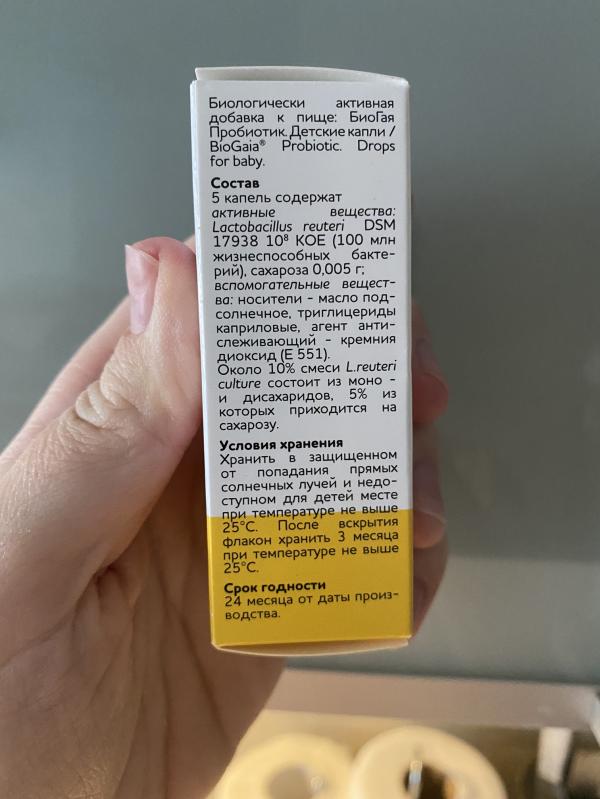 Биологически активная
добавка к пище: БиоГая
Пробиотик. Детские капли /
BioGaia® Probiotic. Drops
for baby.
Состав
5 капель содержат
активные вещества:
Lactobacillus reuteri DSM
17938 10⁸ КОЕ (100 млн
жизнеспособных бакте-
рий), сахароза 0,005 г;
вспомогательные вещест-
ва: носители - масло под-
солнечное, триглицериды
каприловые, агент анти-
слеживающий - кремния
диоксид (Е 551).
Около 10% смеси L.reuteri
culture состоит из моно -
и дисахаридов, 5% из
которых приходится на
сахарозу.
Условия хранения
Хранить в защищенном
от попадания прямых
солнечных лучей и недо-
ступном для детей месте
при температуре не выше
25°С. После вскрытия
флакон хранить 3 месяца
при температуре не выше
25°С.
Срок годности
24 месяца от даты произ-
водства.